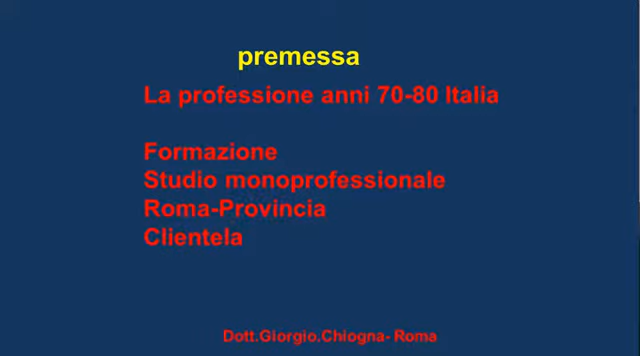 premessa
La professione anni 70-80 Italia
Formazione
Studio monoprofessionale
Roma-Provincia
Clientela
Dott.Giorgio.Chiogna- Roma